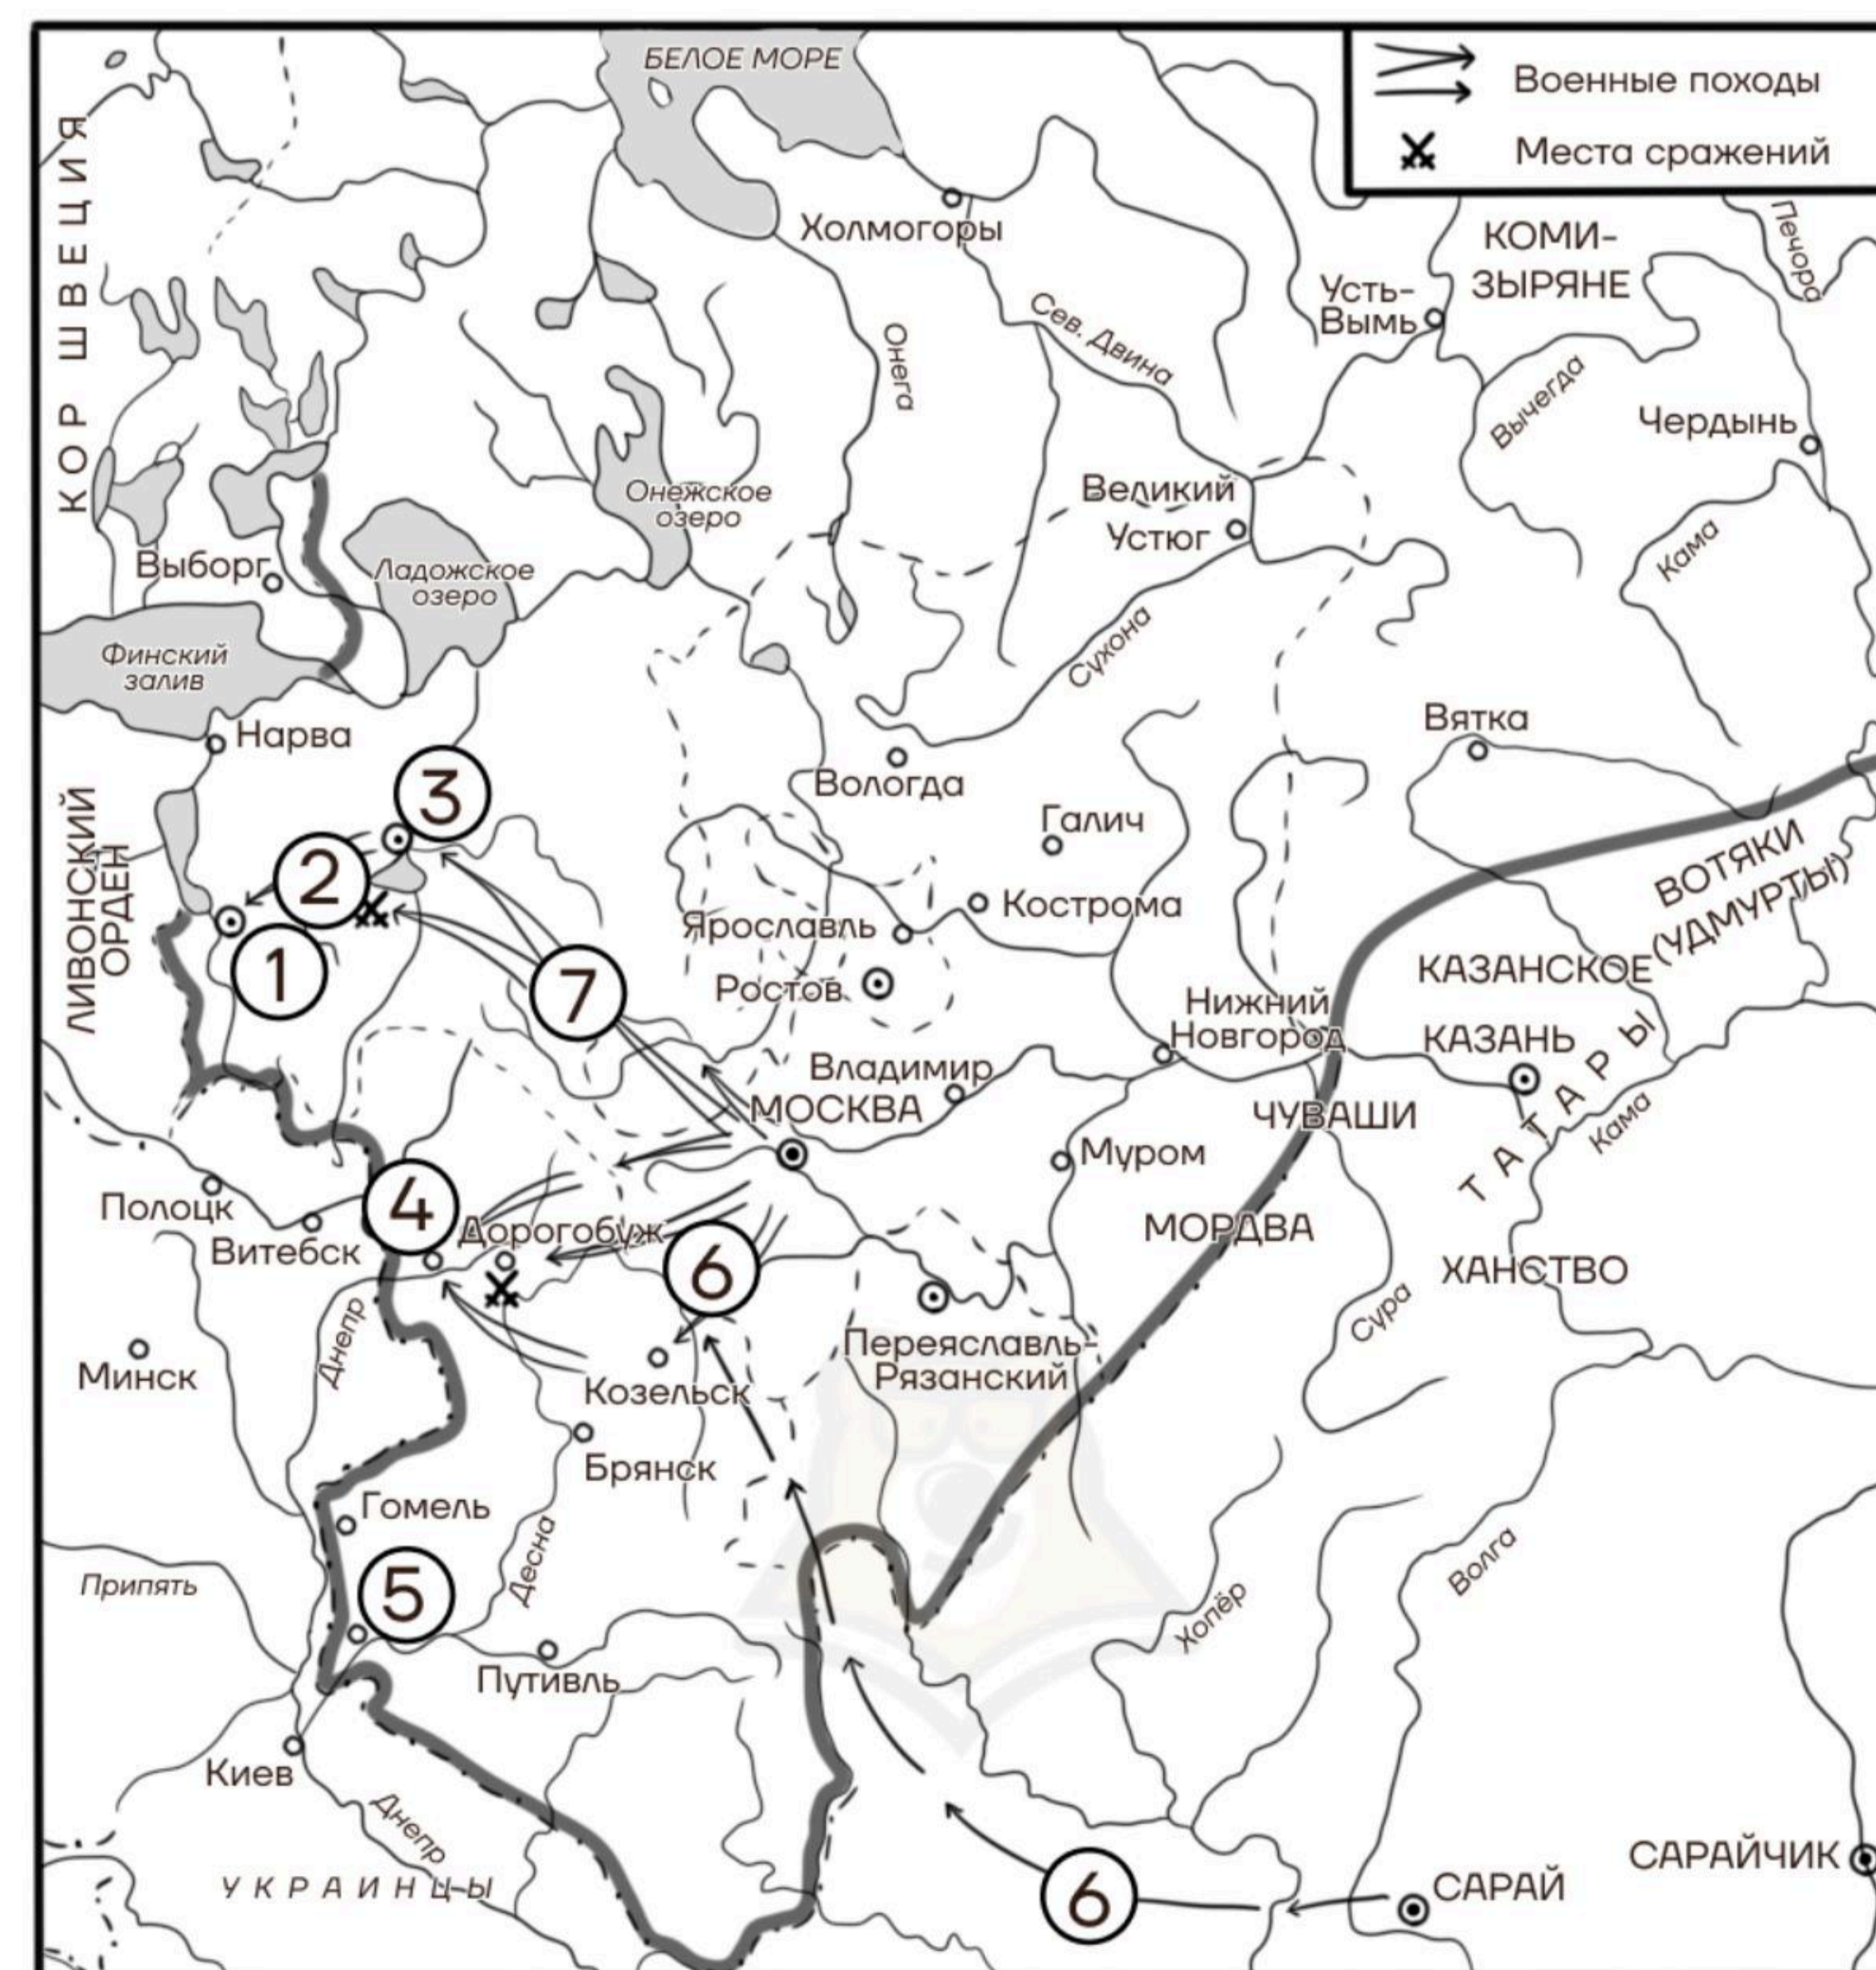 БЕЛОЕ МОРЕ
Военные походы
Места сражений
КОР ШВЕЦИЯ
Холмогоры
КОМИ-
ЗЫРЯНЕ
Печора
Усть-
Вымь
Сев. Двина
Онега
Вычегда
Чердынь
Онежское
озеро
Великий
Устюг
Кама
Выборг
Ладожское
озеро
Финский
залив
Сухона
Нарва
Вятка
Вологда
3
ЛИВОНСКИЙ
ОРДЕН
Галич
2
ВОТЯКИ
(УДМУРТЫ)
Кострома
Ярославль
1
7
Ростов
КАЗАНСКОЕ
Нижний
Новгород
КАЗАНЬ
ТАТАРЫ
Владимир
МОСКВА
ЧУВАШИ
Кама
Муром
Полоцк
4
Дорогобуж
Витебск
МОРДВА
6
ХАНСТВО
Днепр
Сура
Минск
Переяславль-
Рязанский
Козельск
Брянск
Гомель
Десна
Припять
5
Волга
Хопёр
Путивль
Киев
Днепр
УКРАИНЦЫ
6
САРАЙ
САРАЙЧИК